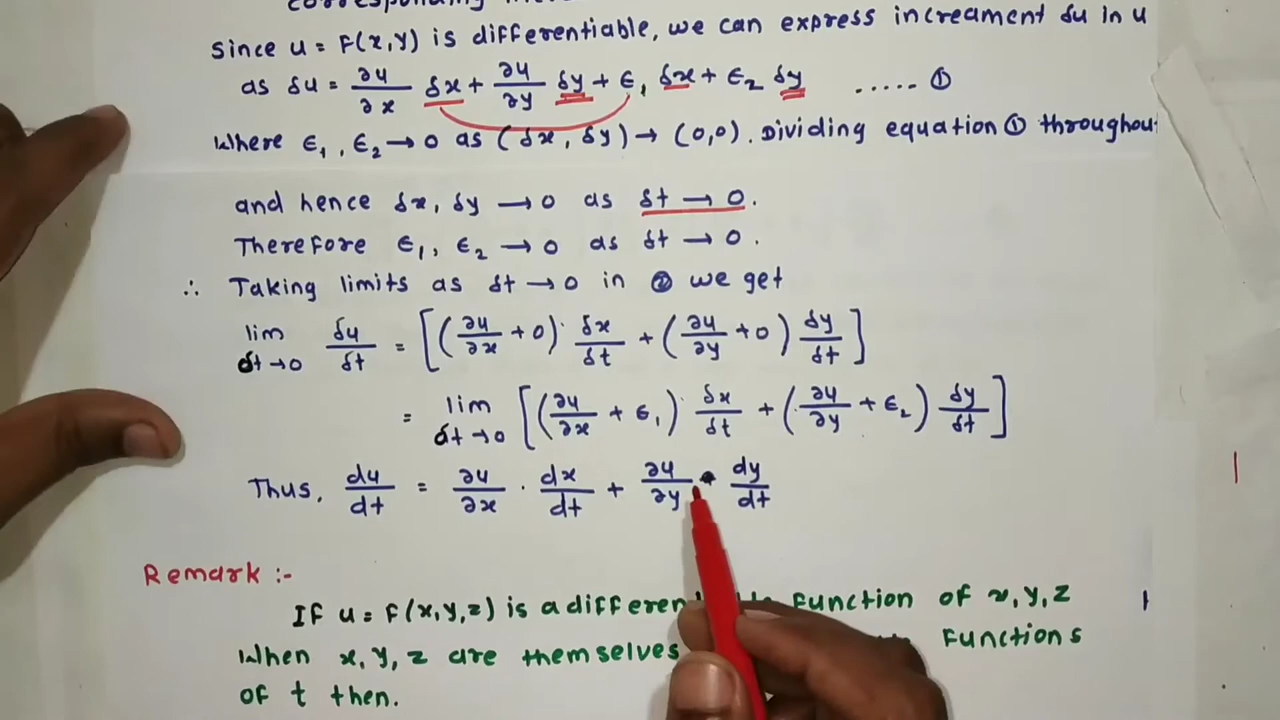 Since u = F(x,y) is differentiable, we can express increament δu in u
as δu = ∂u/∂x δx + ∂u/∂y δy + ϵ₁ δx + ϵ₂ δy ..... ①
Where ϵ₁, ϵ₂ → 0 as (δx, δy) → (0,0). Dividing equation ① throughout
and hence δx, δy → 0 as δt → 0.
Therefore ϵ₁, ϵ₂ → 0 as δt → 0.
∴ Taking limits as δt → 0 in ② we get
lim δt→0 δu/δt = [(∂u/∂x + 0) · δx/δt + (∂u/∂y + 0) δy/δt]
= lim δt→0 [(∂u/∂x + ϵ₁) · δx/δt + (∂u/∂y + ϵ₂) δy/δt]
Thus, du/dt = ∂u/∂x · dx/dt + ∂u/∂y · dy/dt
Remark :-
If u = F(x,y,z) is a function of x, y, z
When x, y, z are themselves functions
of t then.